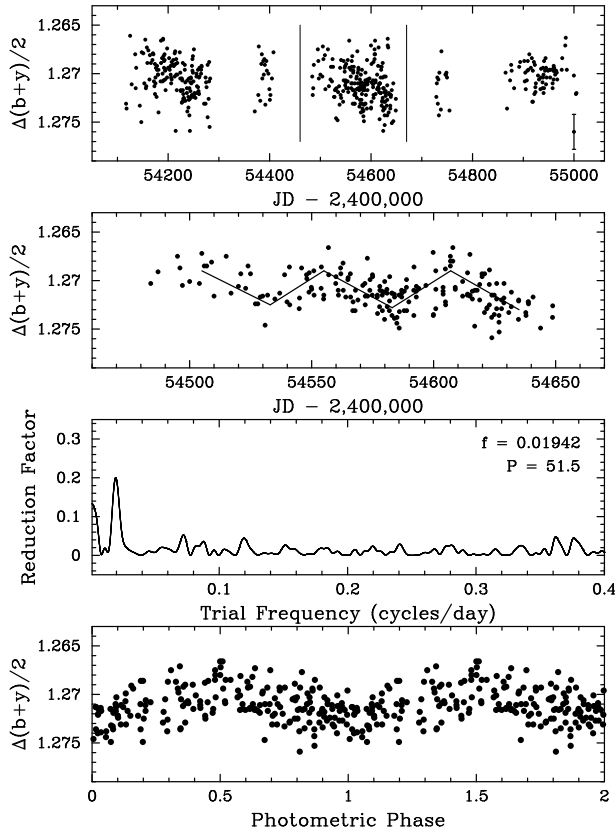 Δ(b+y)/2
1.265
1.27
1.275
54200 54400 54600 54800 55000
JD − 2,400,000
Δ(b+y)/2
1.265
1.27
1.275
54500 54550 54600 54650
JD − 2,400,000
Reduction Factor
0.3
0.2
0.1
0
f = 0.01942
P = 51.5
0.1 0.2 0.3 0.4
Trial Frequency (cycles/day)
Δ(b+y)/2
1.265
1.27
1.275
0 0.5 1 1.5 2
Photometric Phase